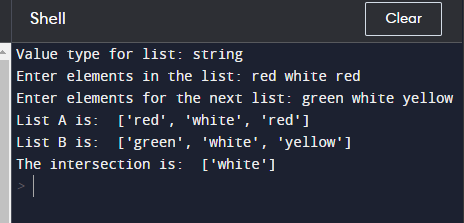 Shell
Clear
Value type for list: string
Enter elements in the list: red white red
Enter elements for the next list: green white yellow
List A is:  ['red', 'white', 'red']
List B is:  ['green', 'white', 'yellow']
The intersection is:  ['white']
>